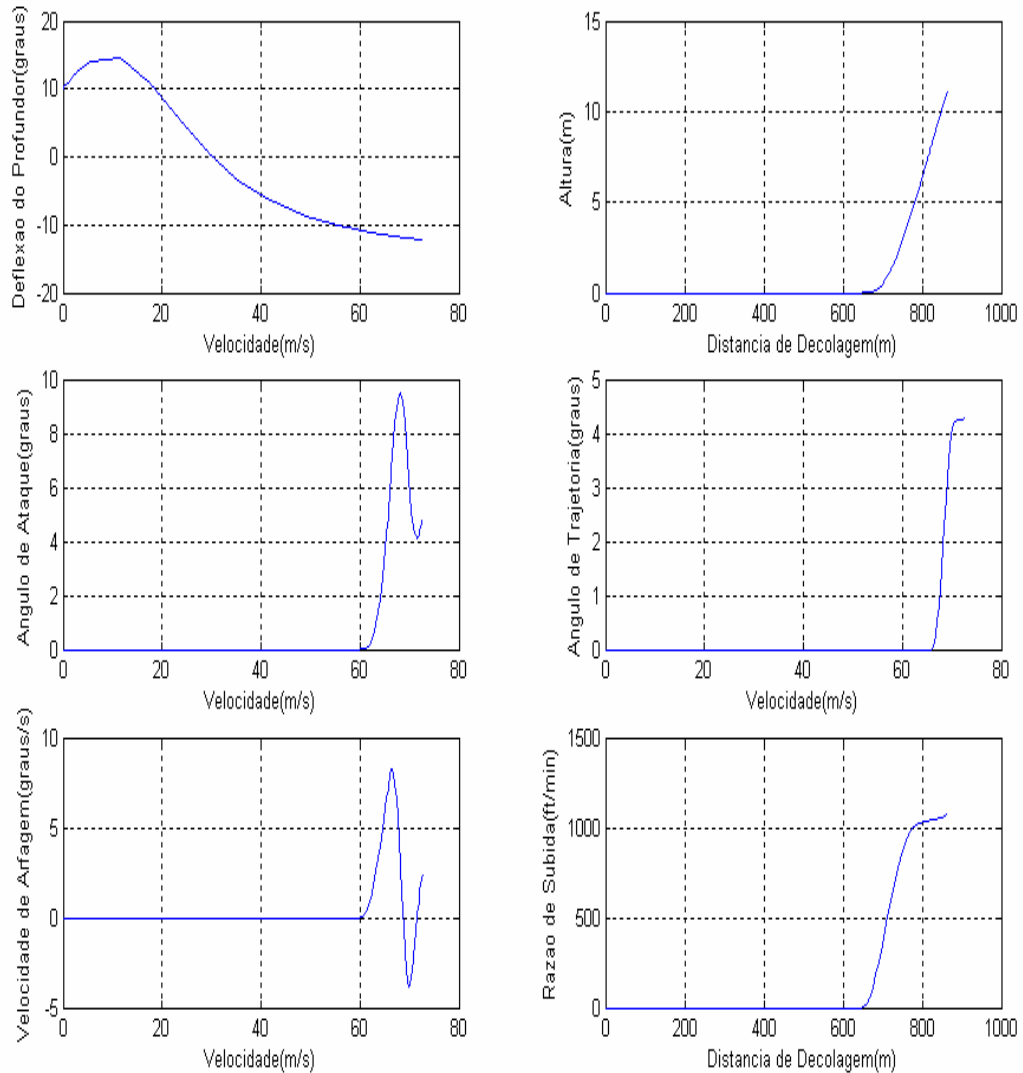 Deflexao do Profundor(graus)
20
10
0
-10
-20
0 20 40 60 80
Velocidade(m/s)
Altura(m)
15
10
5
0
0 200 400 600 800 1000
Distancia de Decolagem(m)
Angulo de Ataque(graus)
10
8
6
4
2
0
0 20 40 60 80
Velocidade(m/s)
Angulo de Trajetoria(graus)
5
4
3
2
1
0
0 20 40 60 80
Velocidade(m/s)
Velocidade de Arfagem(graus/s)
10
5
0
-5
0 20 40 60 80
Velocidade(m/s)
Razao de Subida(ft/min)
1500
1000
500
0
0 200 400 600 800 1000
Distancia de Decolagem(m)